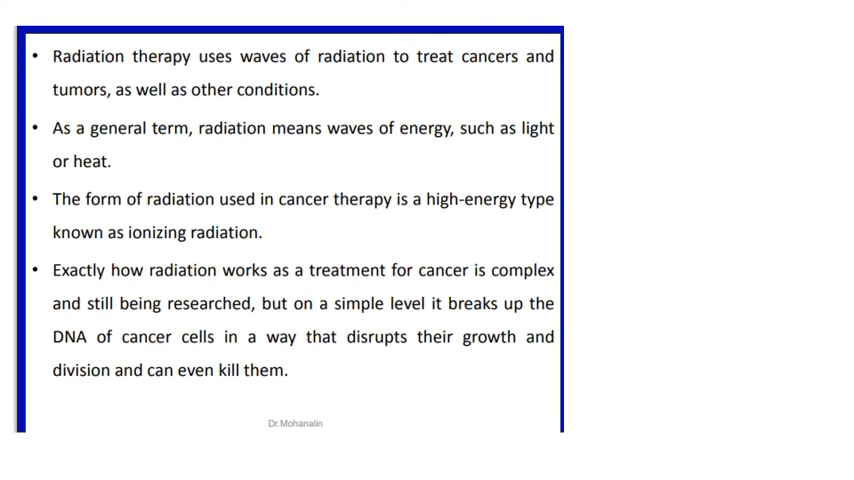 • Radiation therapy uses waves of radiation to treat cancers and
tumors, as well as other conditions.
• As a general term, radiation means waves of energy, such as light
or heat.
• The form of radiation used in cancer therapy is a high-energy type
known as ionizing radiation.
• Exactly how radiation works as a treatment for cancer is complex
and still being researched, but on a simple level it breaks up the
DNA of cancer cells in a way that disrupts their growth and
division and can even kill them.
Dr.Mohanalin